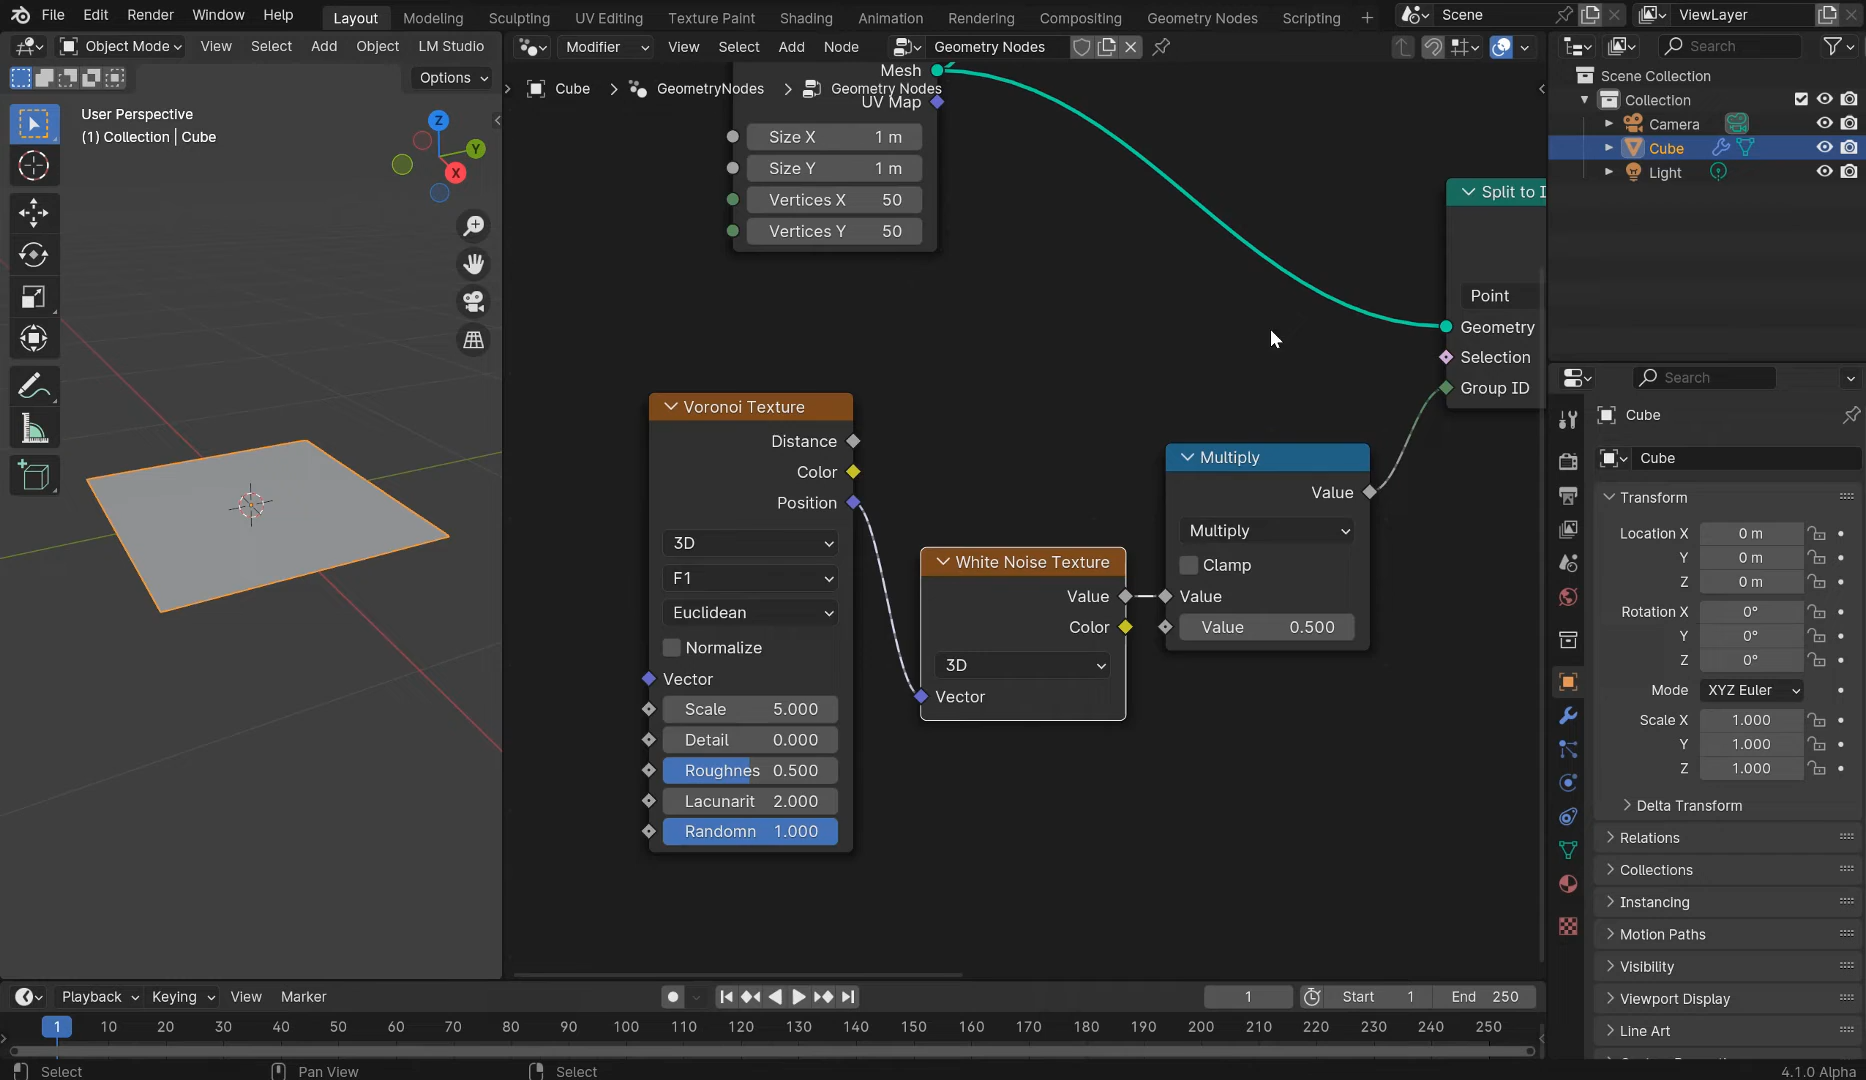 File Edit Render Window Help Layout Modeling Sculpting UV Editing Texture Paint Shading Animation Rendering Compositing Geometry Nodes Scripting Scene ViewLayer
Object Mode View Select Add Object LM Studio Modifier View Select Add Node Geometry Nodes Search
Options
User Perspective
(1) Collection | Cube
Z
Y
X
Cube GeometryNodes Geometry Nodes
Mesh
UV Map
Size X 1 m
Size Y 1 m
Vertices X 50
Vertices Y 50
Split to I
Point
Geometry
Selection
Group ID
Voronoi Texture
Distance
Color
Position
3D
F1
Euclidean
Normalize
Vector
Scale 5.000
Detail 0.000
Roughnes 0.500
Lacunarit 2.000
Randomn 1.000
White Noise Texture
Value
Color
3D
Vector
Multiply
Value
Multiply
Clamp
Value
Value 0.500
Scene Collection
Collection
Camera
Cube
Light
Search
Cube
Cube
Transform
Location X 0 m
Y 0 m
Z 0 m
Rotation X 0°
Y 0°
Z 0°
Mode XYZ Euler
Scale X 1.000
Y 1.000
Z 1.000
Delta Transform
Relations
Collections
Instancing
Motion Paths
Visibility
Viewport Display
Line Art
Playback Keying View Marker 1 Start 1 End 250
1 10 20 30 40 50 60 70 80 90 100 110 120 130 140 150 160 170 180 190 200 210 220 230 240 250
Select Pan View Select 4.1.0 Alpha